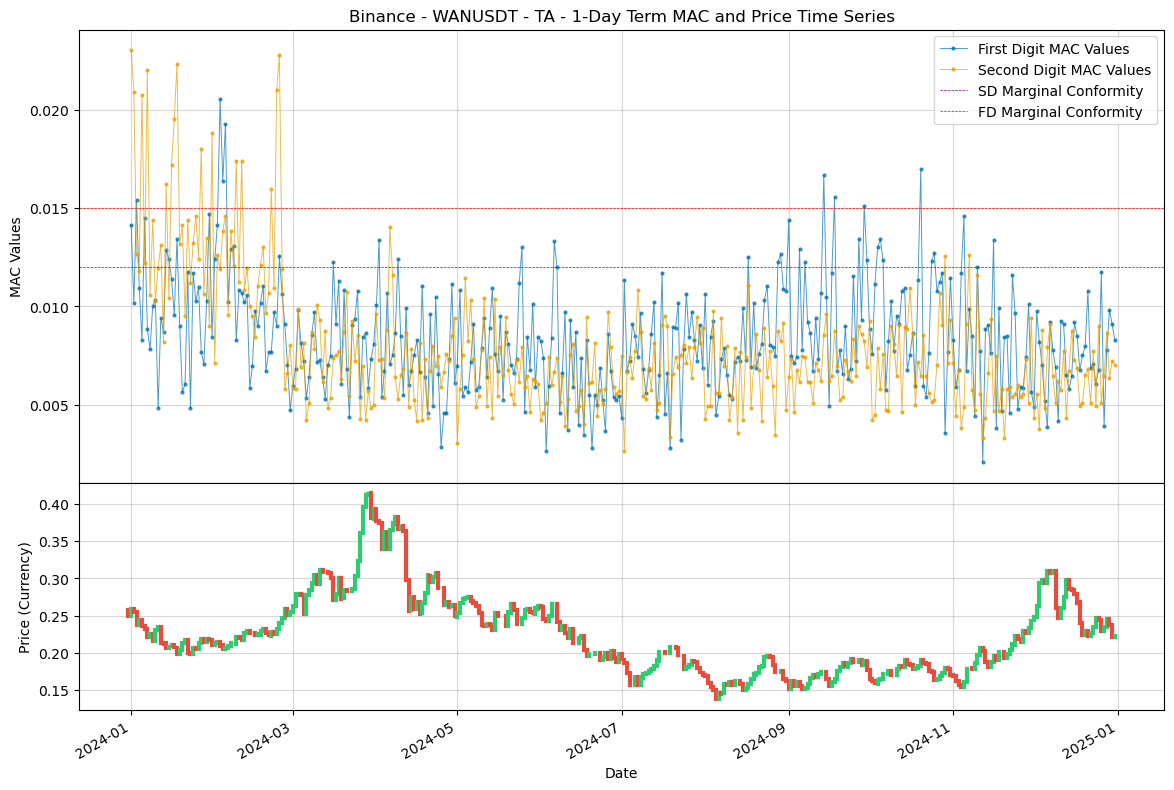 Binance - WANUSDT - TA - 1-Day Term MAC and Price Time Series
First Digit MAC Values
Second Digit MAC Values
SD Marginal Conformity
FD Marginal Conformity
MAC Values
0.020
0.015
0.010
0.005
Price (Currency)
0.40
0.35
0.30
0.25
0.20
0.15
2024-01
2024-03
2024-05
2024-07
2024-09
2024-11
2025-01
Date